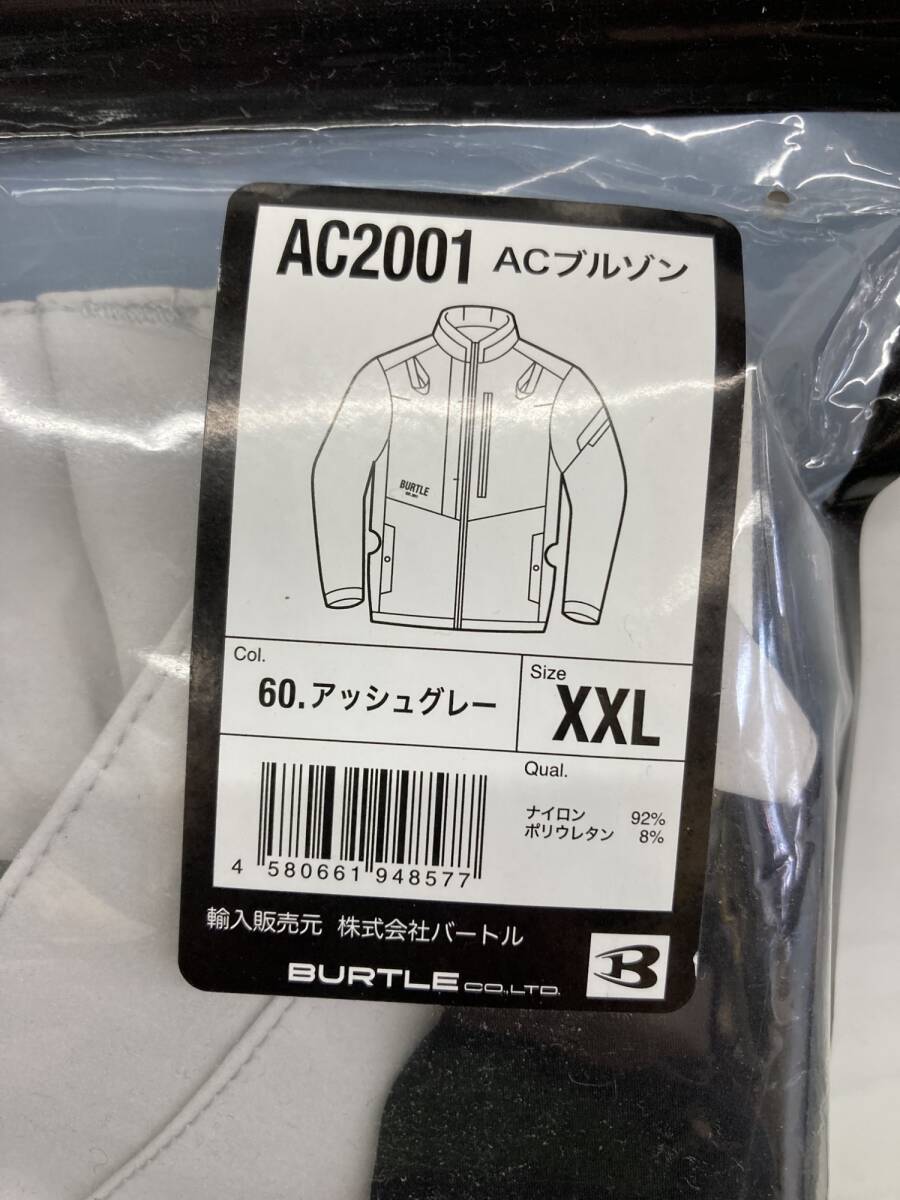 AC2001 ACブルゾン
BURTLE
Col.
60.アッシュグレー
Size
XXL
Qual.
ナイロン 92%
ポリウレタン 8%
4 580661 948577
輸入販売元 株式会社バートル
BURTLE CO.,LTD.